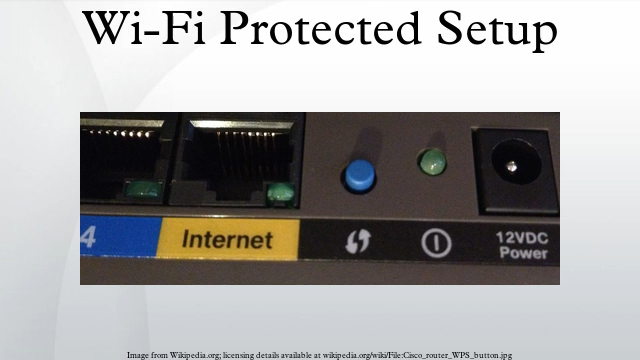 Wi-Fi Protected Setup
4
Internet
12VDC
Power
Image from Wikipedia.org; licensing details available at wikipedia.org/wiki/File:Cisco_router_WPS_button.jpg